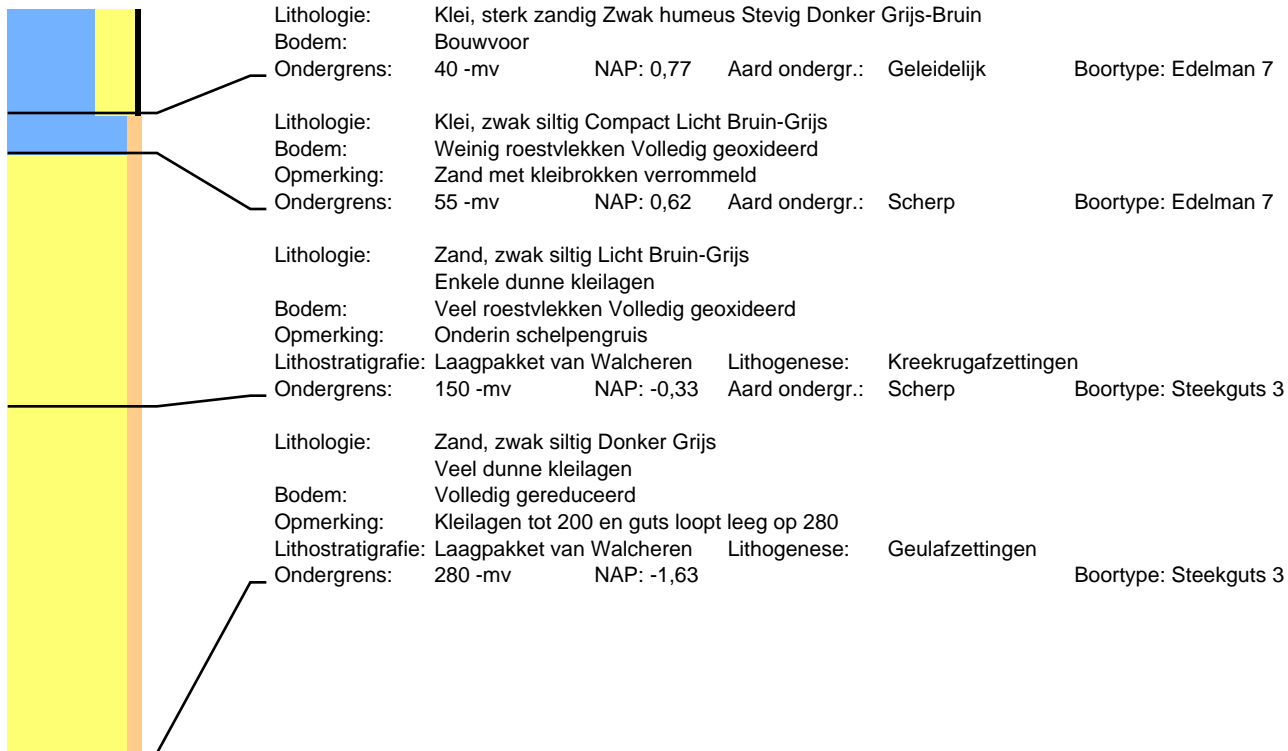 Lithologie: Klei, sterk zandig Zwak humeus Stevig Donker Grijs-Bruin
Bodem: Bouwvoor
Ondergrens: 40 -mv NAP: 0,77 Aard ondergr.: Geleidelijk Boortype: Edelman 7
Lithologie: Klei, zwak siltig Compact Licht Bruin-Grijs
Bodem: Weinig roestvlekken Volledig geoxideerd
Opmerking: Zand met kleibrokken verrommeld
Ondergrens: 55 -mv NAP: 0,62 Aard ondergr.: Scherp Boortype: Edelman 7
Lithologie: Zand, zwak siltig Licht Bruin-Grijs
Enkele dunne kleilagen
Bodem: Veel roestvlekken Volledig geoxideerd
Opmerking: Onderin schelpengruis
Lithostratigrafie: Laagpakket van Walcheren Lithogenese: Kreekrugafzettingen
Ondergrens: 150 -mv NAP: -0,33 Aard ondergr.: Scherp Boortype: Steekguts 3
Lithologie: Zand, zwak siltig Donker Grijs
Veel dunne kleilagen
Bodem: Volledig gereduceerd
Opmerking: Kleilagen tot 200 en guts loopt leeg op 280
Lithostratigrafie: Laagpakket van Walcheren Lithogenese: Geulafzettingen
Ondergrens: 280 -mv NAP: -1,63 Boortype: Steekguts 3